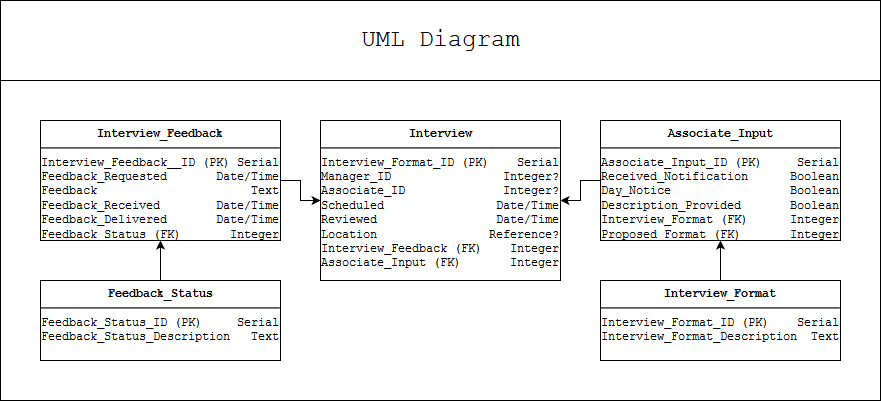 UML Diagram
Interview_Feedback
Interview_Feedback__ID (PK) Serial
Feedback_Requested Date/Time
Feedback Text
Feedback_Received Date/Time
Feedback_Delivered Date/Time
Feedback_Status (FK) Integer
Interview
Interview_Format_ID (PK) Serial
Manager_ID Integer?
Associate_ID Integer?
Scheduled Date/Time
Reviewed Date/Time
Location Reference?
Interview_Feedback (FK) Integer
Associate_Input (FK) Integer
Associate_Input
Associate_Input_ID (PK) Serial
Received_Notification Boolean
Day_Notice Boolean
Description_Provided Boolean
Interview_Format (FK) Integer
Proposed_Format (FK) Integer
Feedback_Status
Feedback_Status_ID (PK) Serial
Feedback_Status_Description Text
Interview_Format
Interview_Format_ID (PK) Serial
Interview_Format_Description Text